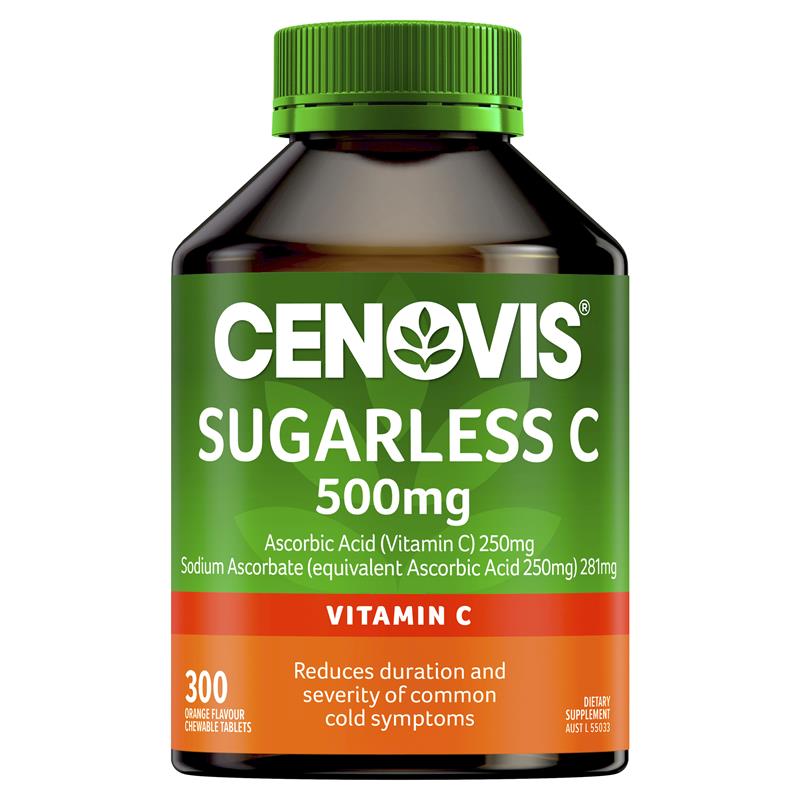 CENOVIS®
SUGARLESS C
500mg
Ascorbic Acid (Vitamin C) 250mg
Sodium Ascorbate (equivalent Ascorbic Acid 250mg) 281mg
VITAMIN C
Reduces duration and
severity of common
cold symptoms
300
ORANGE FLAVOUR
CHEWABLE TABLETS
DIETARY
SUPPLEMENT
AUST L 55033